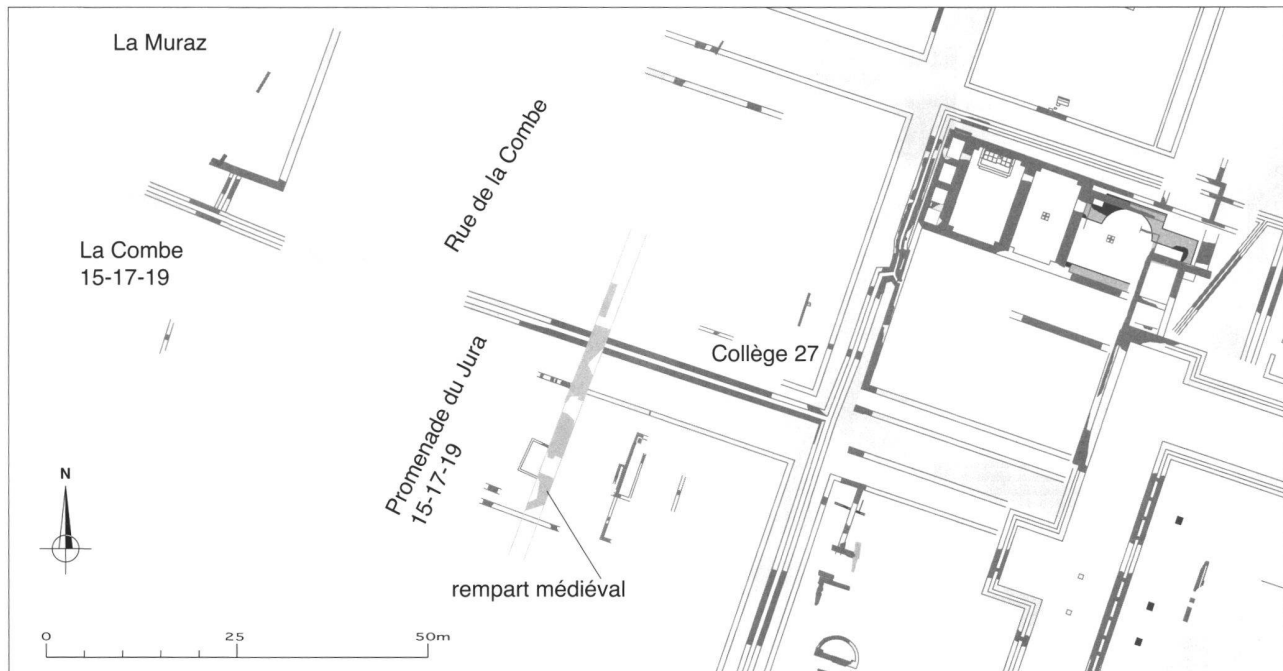 La Muraz
Rue de la Combe
La Combe
15-17-19
Collège 27
Promenade du Jura
15-17-19
N
rempart médiéval
0 25 50m